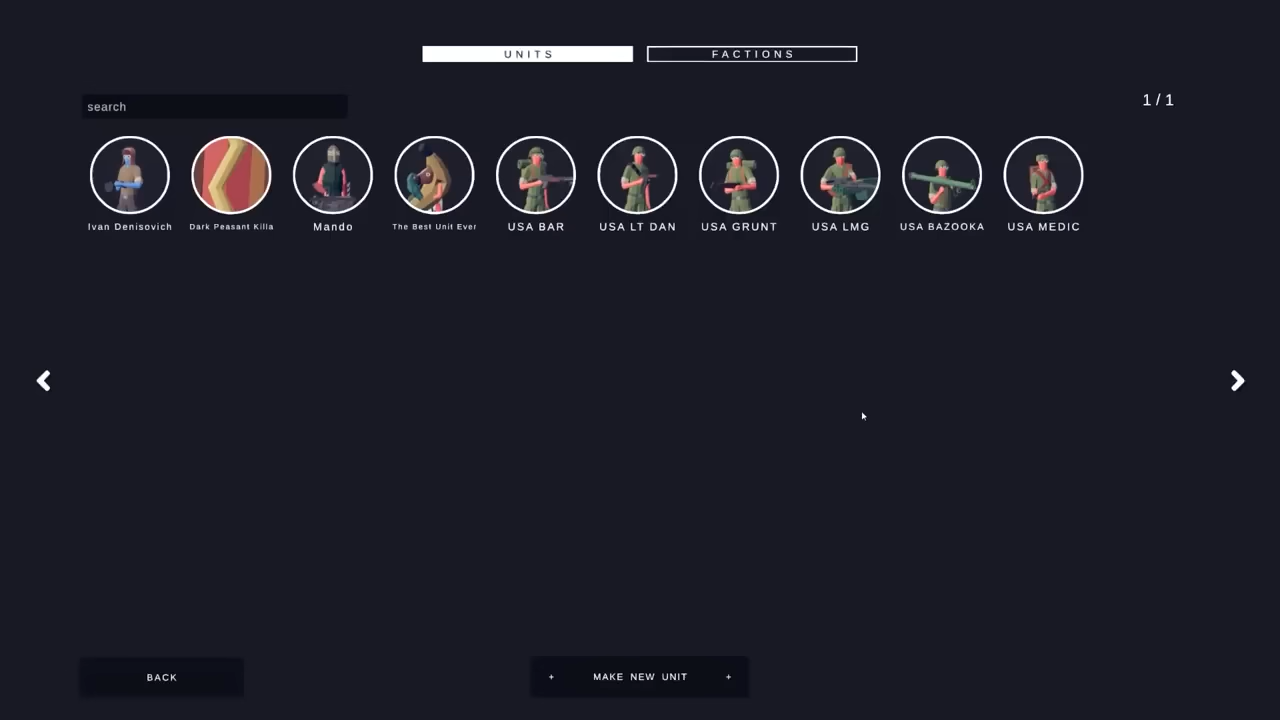 UNITS
FACTIONS
search
1 / 1
Ivan Denisovich
Dark Peasant Killa
Mando
The Best Unit Ever
USA BAR
USA LT DAN
USA GRUNT
USA LMG
USA BAZOOKA
USA MEDIC
BACK
+ MAKE NEW UNIT +